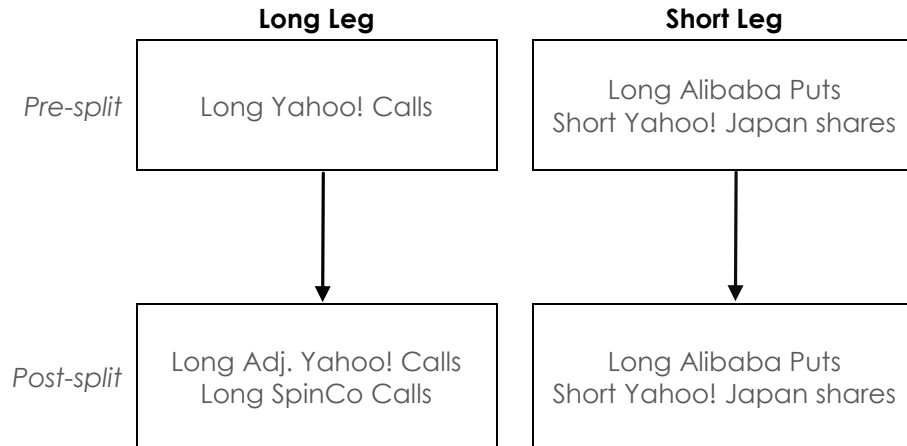 Long Leg
Short Leg
Pre-split
Long Yahoo! Calls
Long Alibaba Puts
Short Yahoo! Japan shares
Post-split
Long Adj. Yahoo! Calls
Long SpinCo Calls
Long Alibaba Puts
Short Yahoo! Japan shares